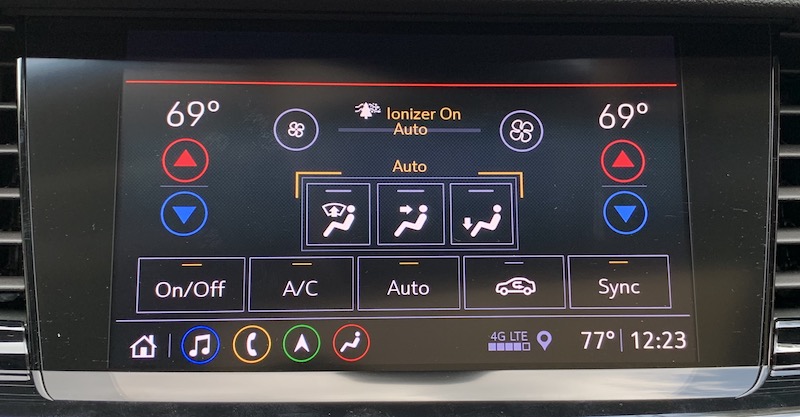 69° Ionizer On 69°
Auto
Auto
On/Off A/C Auto Sync
4G LTE 77° 12:23